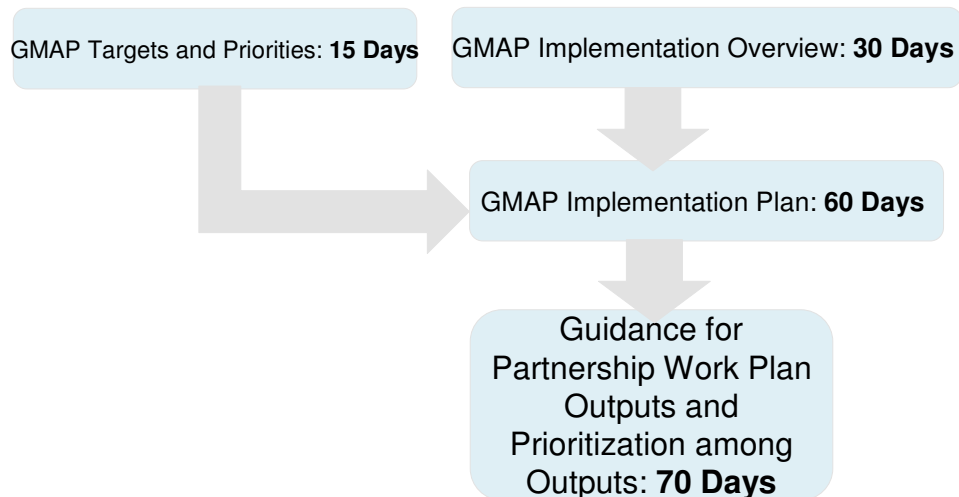 GMAP Targets and Priorities: 15 Days
GMAP Implementation Overview: 30 Days
GMAP Implementation Plan: 60 Days
Guidance for
Partnership Work Plan
Outputs and
Prioritization among
Outputs: 70 Days